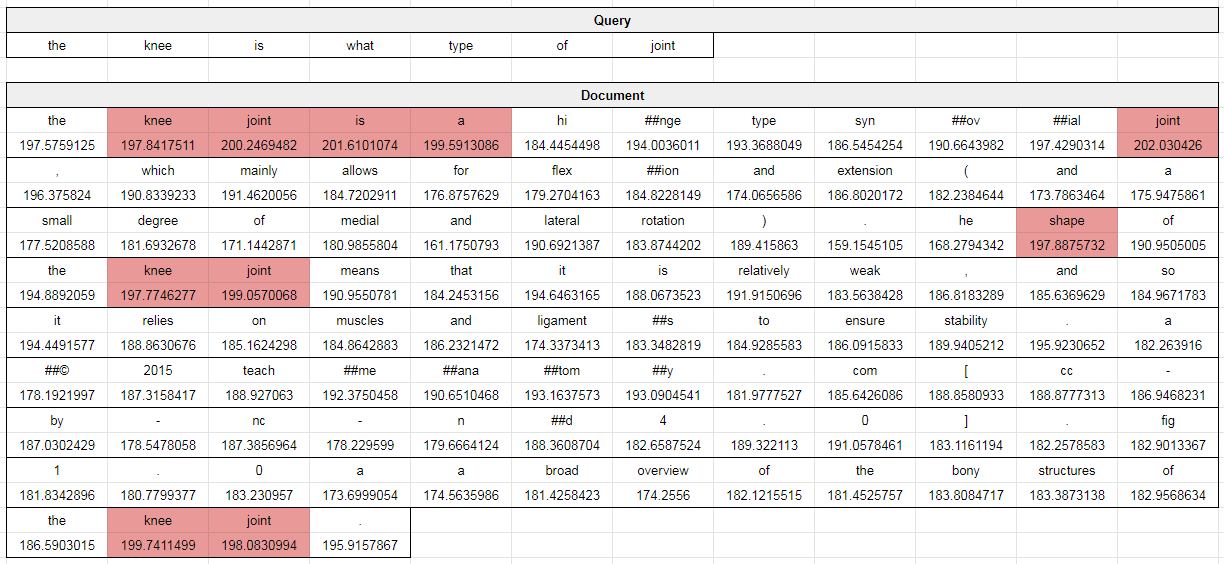 Query
the knee is what type of joint
Document
the knee joint is a hi ##nge type syn ##ov ##ial joint
197.5759125 197.8417511 200.2469482 201.6101074 199.5913086 184.4454498 194.0036011 193.3688049 186.5454254 190.6643982 197.4290314 202.030426
, which mainly allows for flex ##ion and extension ( and a
196.375824 190.8339233 191.4620056 184.7202911 176.8757629 179.2704163 184.8228149 174.0656586 186.8020172 182.2384644 173.7863464 175.9475861
small degree of medial and lateral rotation ) . he shape of
177.5208588 181.6932678 171.1442871 180.9855804 161.1750793 190.6921387 183.8744202 189.415863 159.1545105 168.2794342 197.8875732 190.9505005
the knee joint means that it is relatively weak , and so
194.8892059 197.7746277 199.0570068 190.9550781 184.2453156 194.6463165 188.0673523 191.9150696 183.5638428 186.8183289 185.6369629 184.9671783
it relies on muscles and ligament ##s to ensure stability . a
194.4491577 188.8630676 185.1624298 184.8642883 186.2321472 174.3373413 183.3482819 184.9285583 186.0915833 189.9405212 195.9230652 182.263916
##© 2015 teach ##me ##ana ##tom ##y . com [ cc -
178.1921997 187.3158417 188.927063 192.3750458 190.6510468 193.1637573 193.0904541 181.9777527 185.6426086 188.8580933 188.8777313 186.9468231
by - nc - n ##d 4 . 0 ] . fig
187.0302429 178.5478058 187.3856964 178.229599 179.6664124 188.3608704 182.6587524 189.322113 191.0578461 183.1161194 182.2578583 182.9013367
1 . 0 a a broad overview of the bony structures of
181.8342896 180.7799377 183.230957 173.6999054 174.5635986 181.4258423 174.2556 182.1215515 181.4525757 183.8084717 183.3873138 182.9568634
the knee joint .
186.5903015 199.7411499 198.0830994 195.9157867